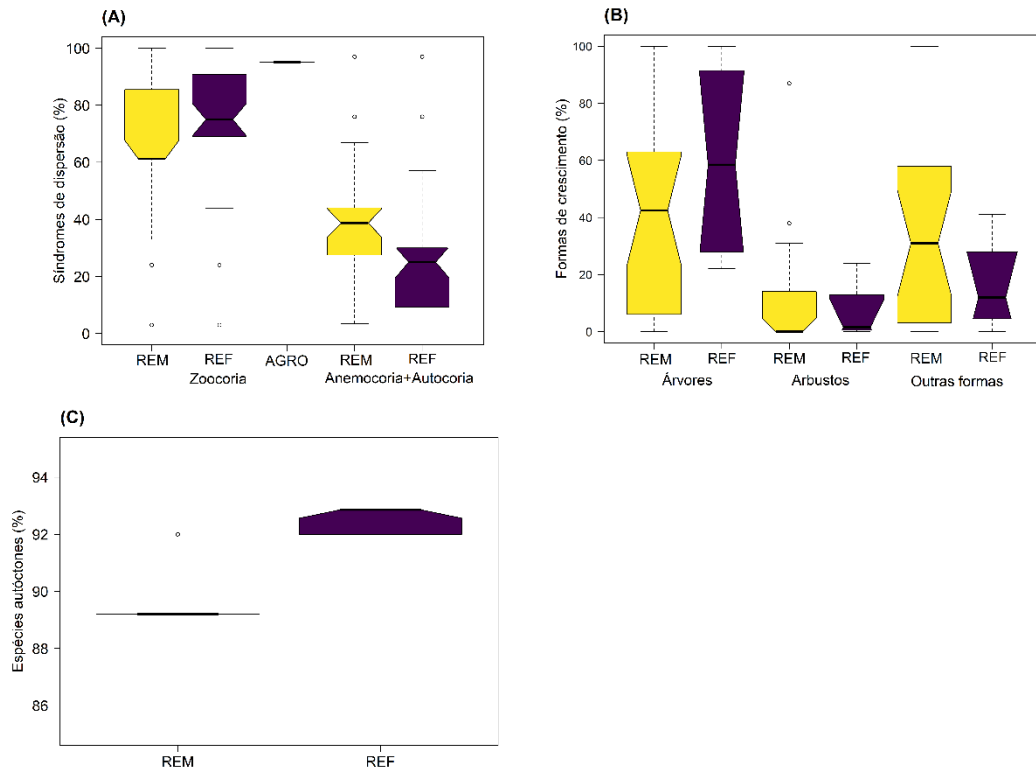 (A)
Síndromes de dispersão (%)
100
80
60
40
20
0
REM REF AGRO REM REF
Zoocoria Anemocoria+Autocoria
(B)
Formas de crescimento (%)
100
80
60
40
20
0
REM REF REM REF REM REF
Árvores Arbustos Outras formas
(C)
Espécies autóctones (%)
94
92
90
88
86
REM REF